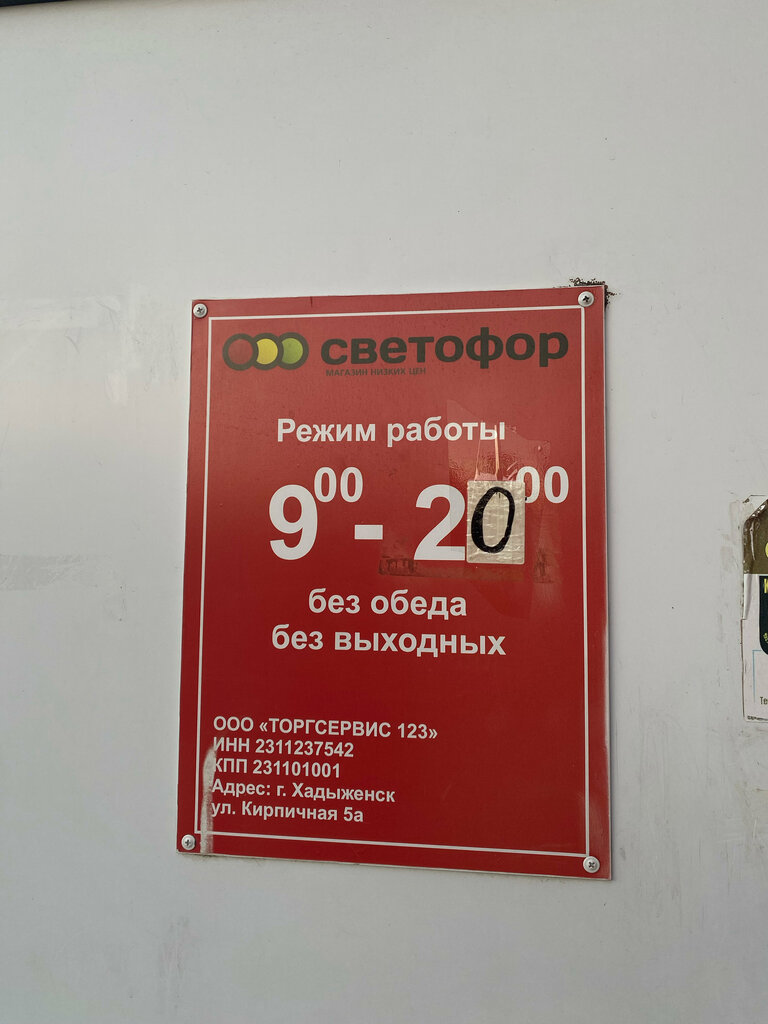 светофор
МАГАЗИН НИЗКИХ ЦЕН
Режим работы
9⁰⁰ - 20⁰⁰
без обеда
без выходных
ООО «ТОРГСЕРВИС 123»
ИНН 2311237542
КПП 231101001
Адрес: г. Хадыженск
ул. Кирпичная 5а